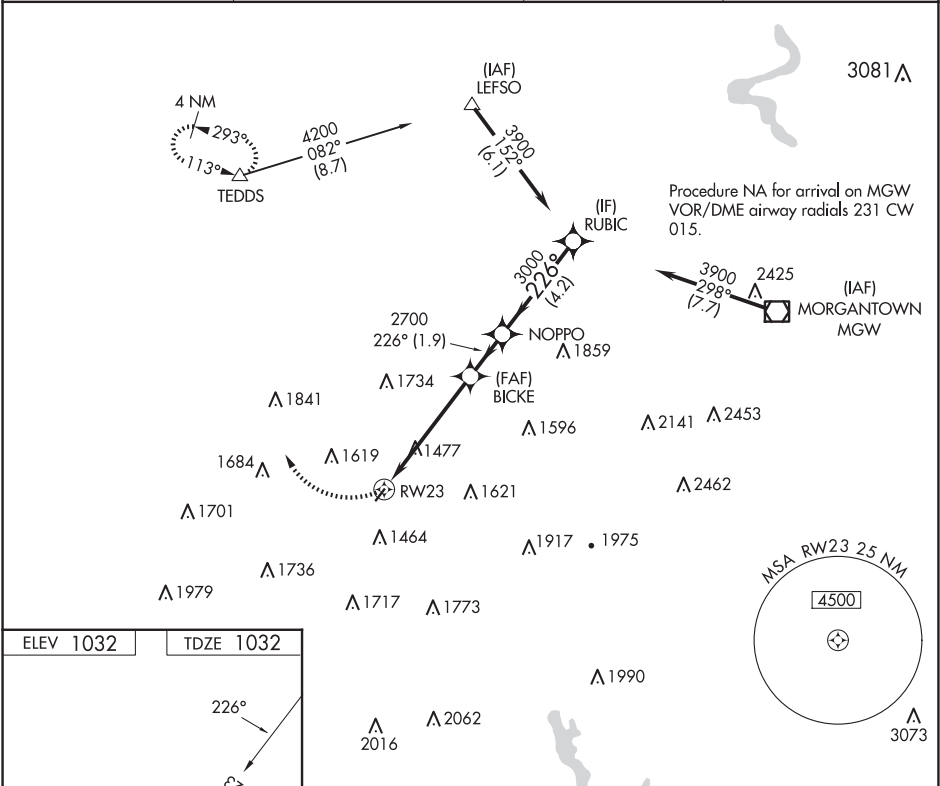 3081
(IAF)
LEFSO
4 NM
293°
113°
TEDDS
4200
082°
(8.7)
3900
152°
(6.1)
(IF)
RUBIC
Procedure NA for arrival on MGW
VOR/DME airway radials 231 CW
015.
3900
298°
(7.7)
2425
(IAF)
MORGANTOWN
MGW
3000
226°
(4.2)
2700
226° (1.9)
NOPPO
1859
(FAF)
BICKE
1734
1841
1596
2141
2453
1477
1619
1684
RW23
1621
2462
1701
1464
1917
1975
1736
1979
1717
1773
MSA RW23 25 NM
4500
ELEV 1032
TDZE 1032
226°
23
1990
2062
2016
3073